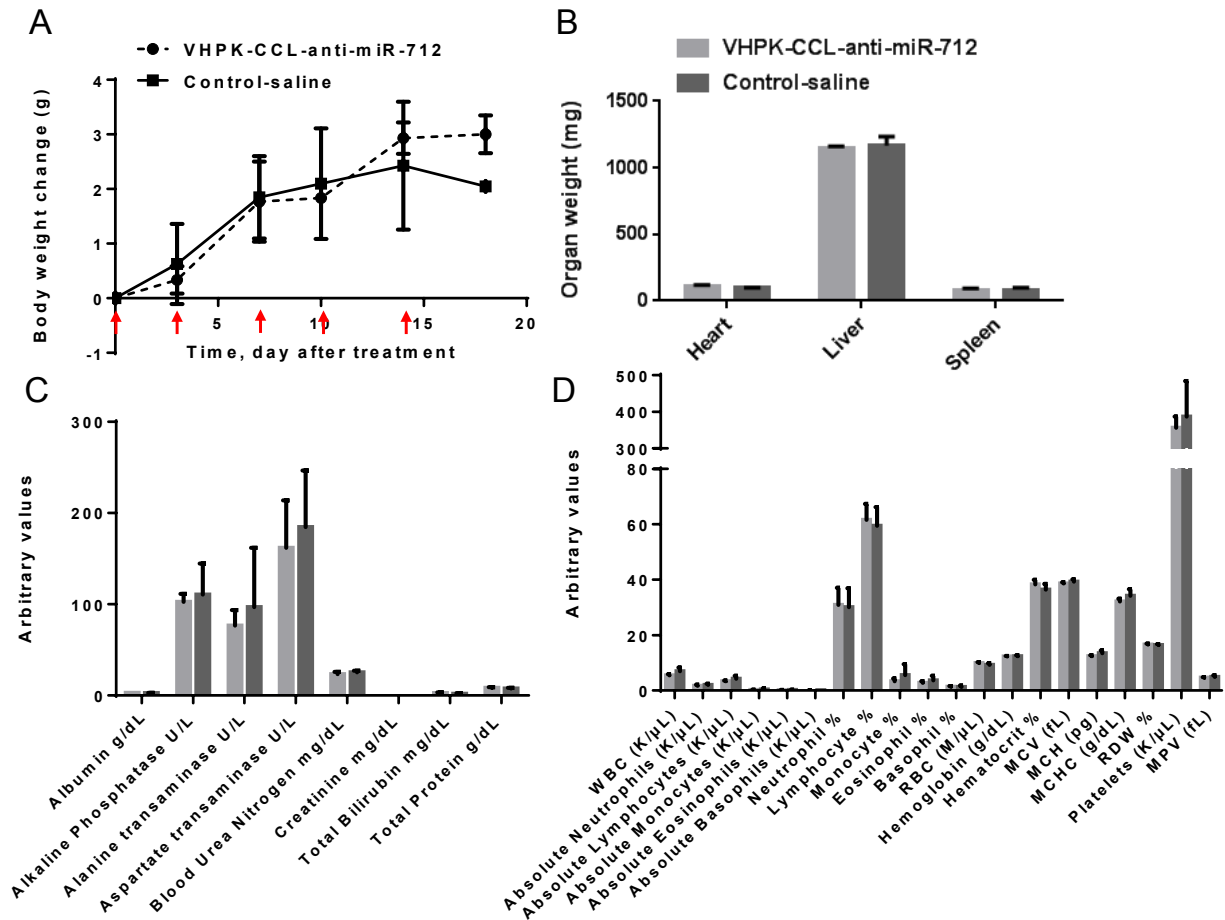 A
VHPK-CCL-anti-miR-712
Control-saline
Body weight change (g)
4
3
2
1
0
-1
5
10
15
20
Time, day after treatment
B
VHPK-CCL-anti-miR-712
Control-saline
Organ weight (mg)
1500
1000
500
0
Heart
Liver
Spleen
C
Arbitrary values
300
200
100
0
Albumin g/dL
Alkaline Phosphatase U/L
Alanine transaminase U/L
Aspartate transaminase U/L
Blood Urea Nitrogen mg/dL
Creatinine mg/dL
Total Bilirubin mg/dL
Total Protein g/dL
D
Arbitrary values
500
400
300
80
60
40
20
0
WBC (K/µL)
Absolute Neutrophils (K/µL)
Absolute Lymphocytes (K/µL)
Absolute Monocytes (K/µL)
Absolute Eosinophils (K/µL)
Absolute Basophils (K/µL)
Neutrophil %
Lymphocyte %
Monocyte %
Eosinophil %
Basophil %
RBC (M/µL)
Hemoglobin (g/dL)
Hematocrit %
MCV (fL)
MCH (pg)
MCHC (g/dL)
RDW %
Platelets (K/µL)
MPV (fL)